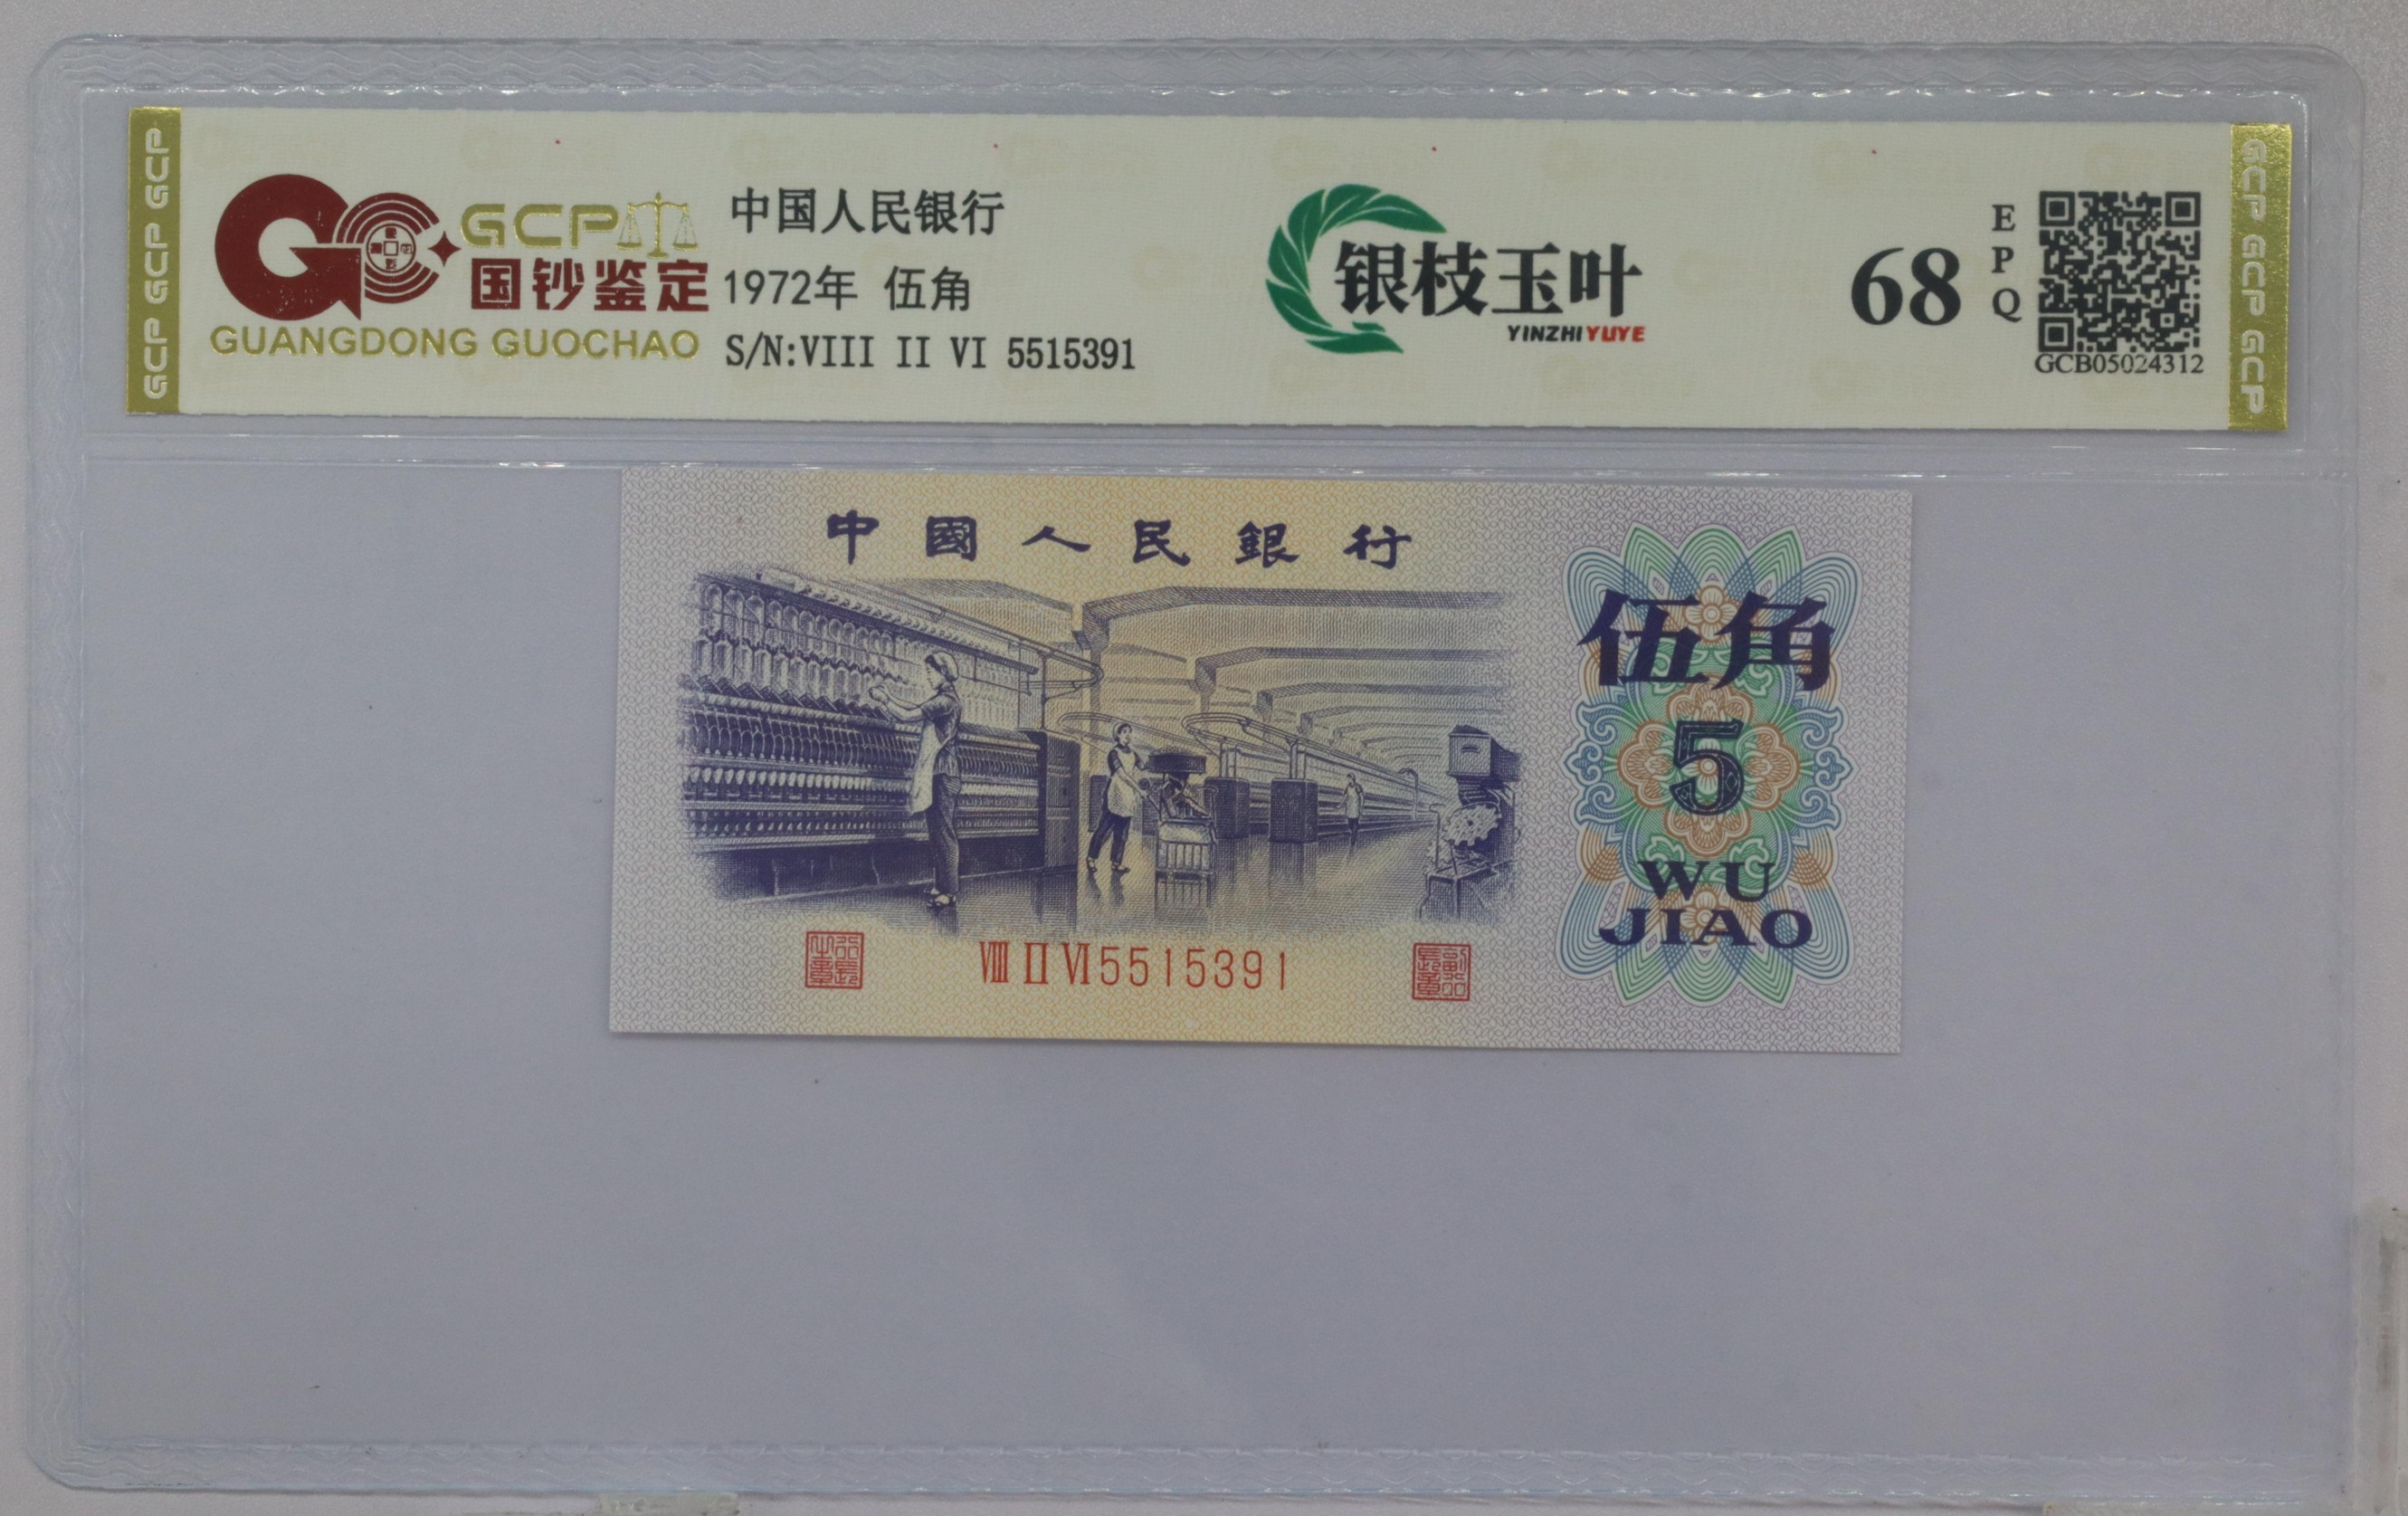 GCP GCP GCP
GCP
国钞鉴定
GUANGDONG GUOCHAO
中国人民银行
1972年 伍角
S/N:VIII II VI 5515391
银枝玉叶
YINZHIYUYE
68
EPQ
GCB05024312
GCP GCP GCP
中國人民銀行
伍角
5
WU
JIAO
VIII II VI 5515391